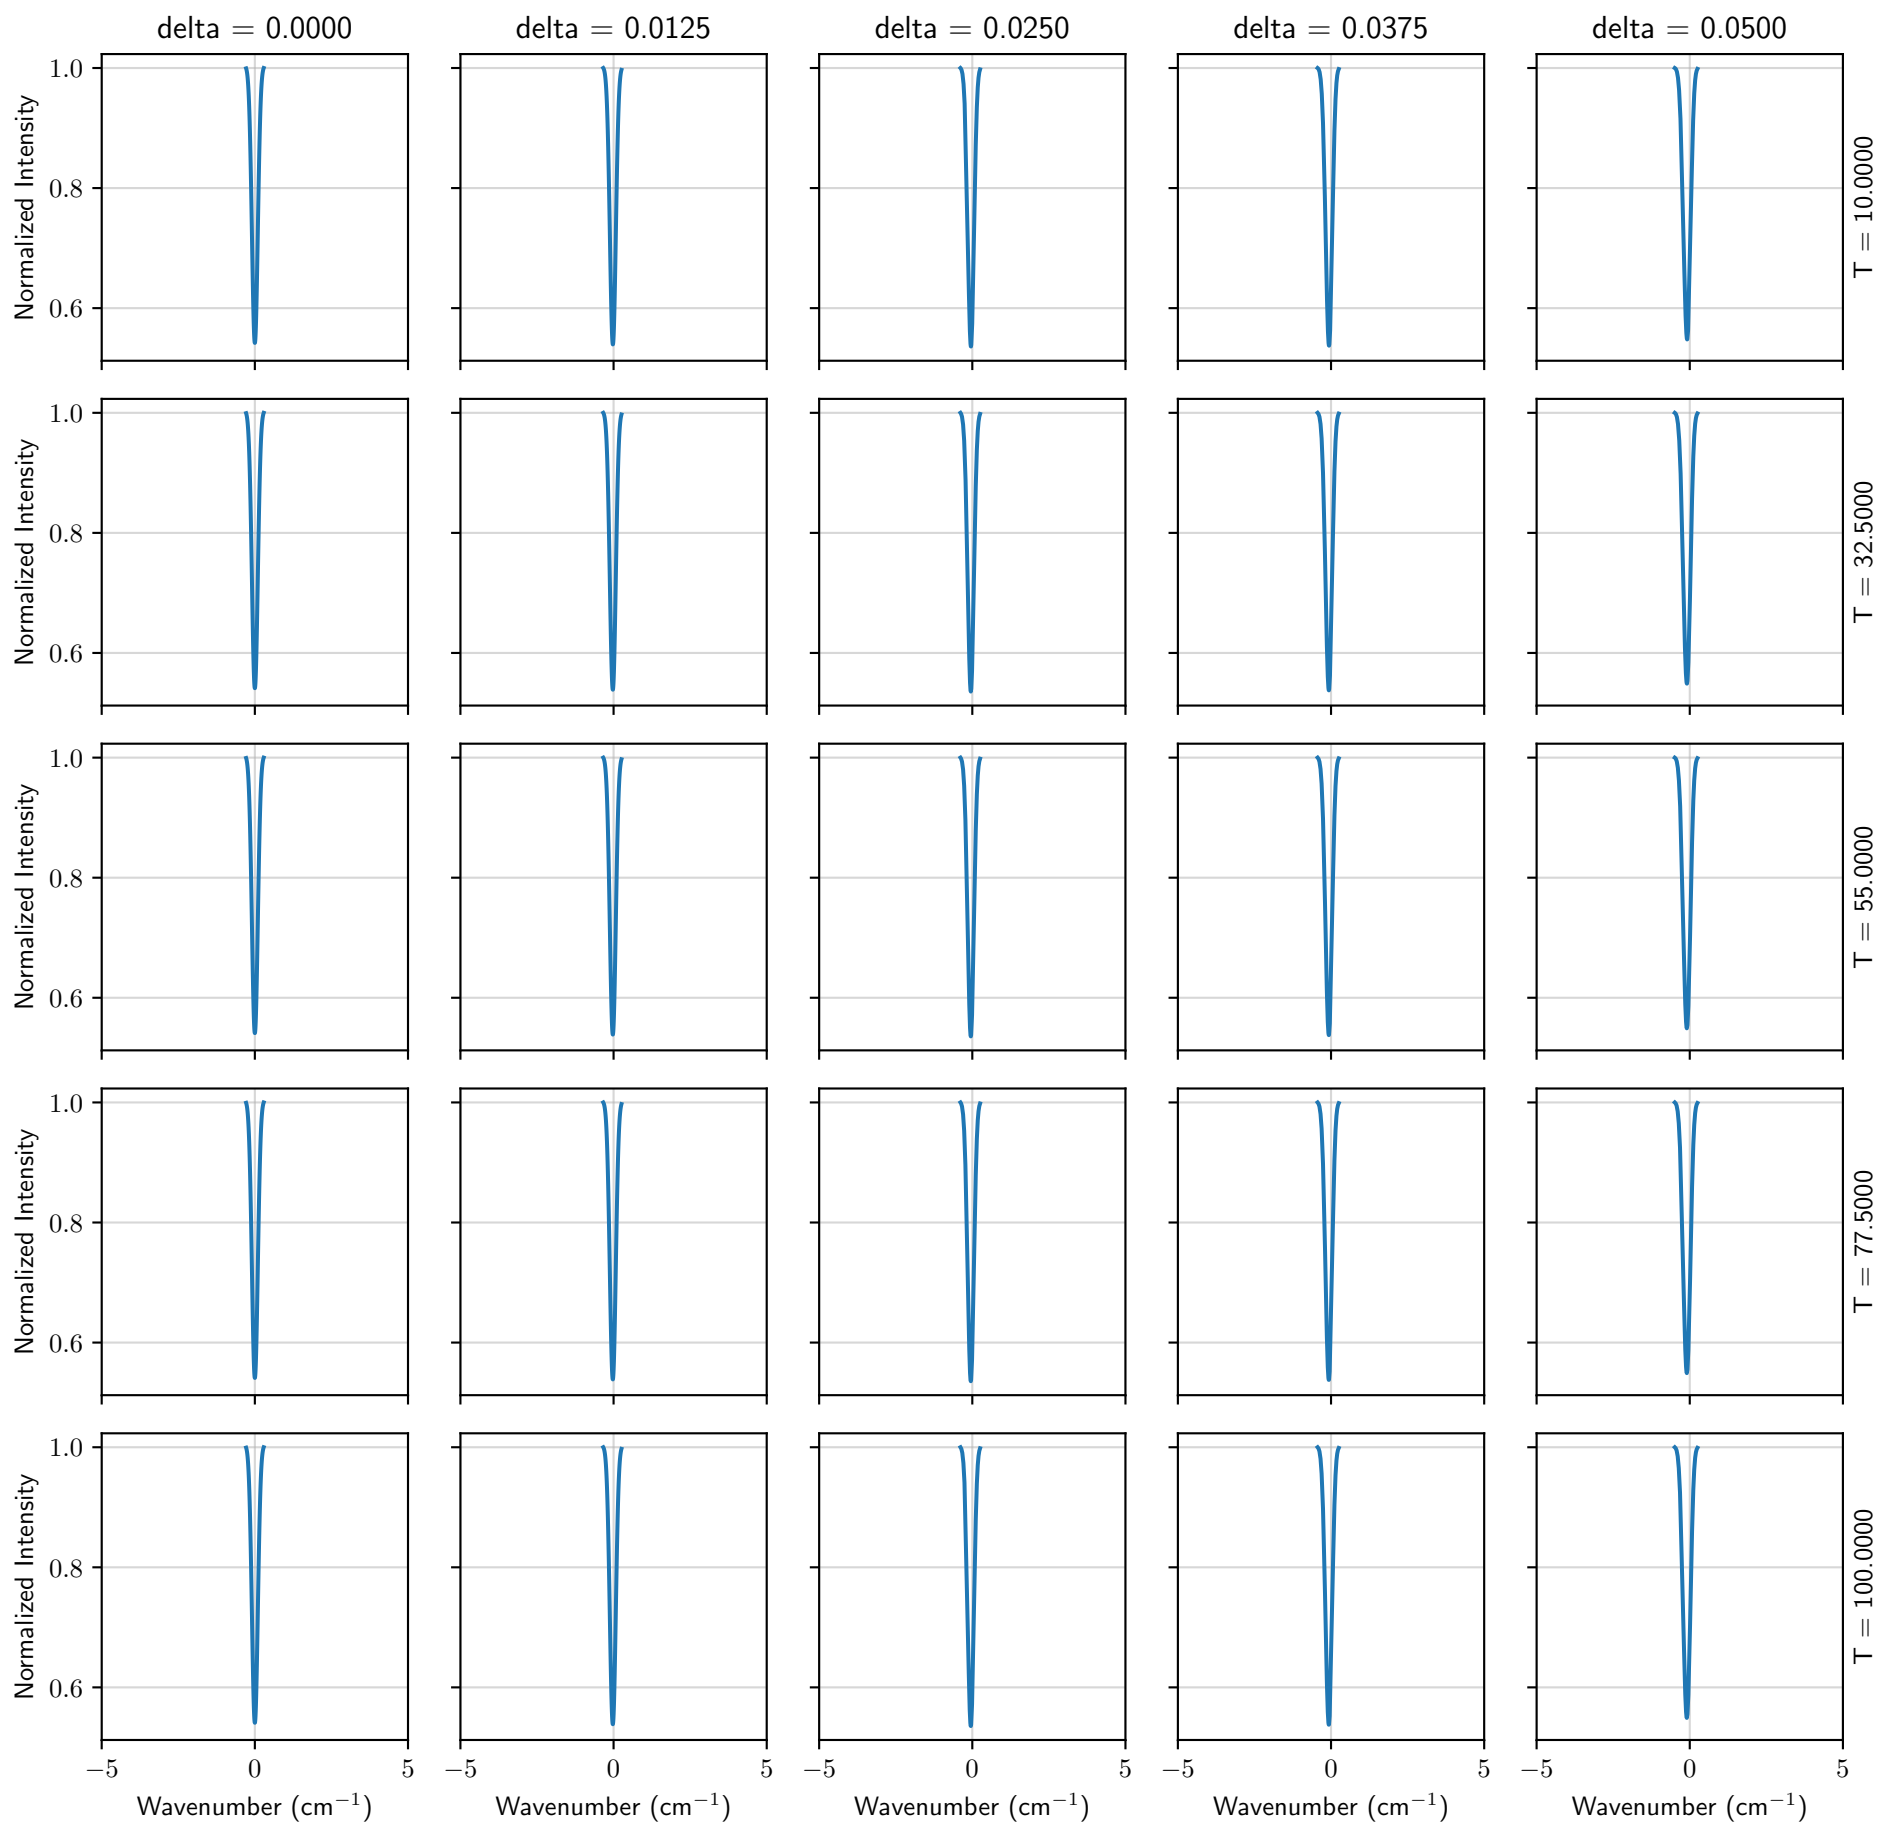 delta = 0.0000 delta = 0.0125 delta = 0.0250 delta = 0.0375 delta = 0.0500
1.0
0.8
0.6
Normalized Intensity
T = 10.0000
1.0
0.8
0.6
Normalized Intensity
T = 32.5000
1.0
0.8
0.6
Normalized Intensity
T = 55.0000
1.0
0.8
0.6
Normalized Intensity
T = 77.5000
1.0
0.8
0.6
Normalized Intensity
T = 100.0000
−5 0 5 −5 0 5 −5 0 5 −5 0 5 −5 0 5
Wavenumber (cm⁻¹) Wavenumber (cm⁻¹) Wavenumber (cm⁻¹) Wavenumber (cm⁻¹) Wavenumber (cm⁻¹)